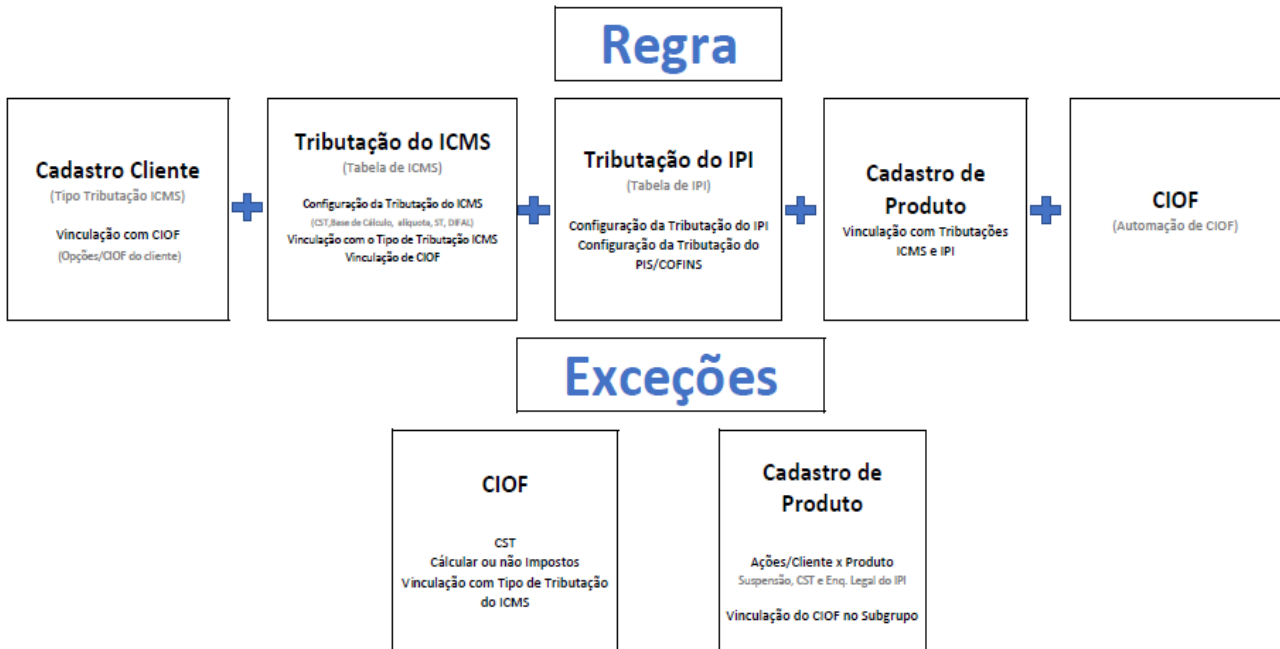 Regra
Cadastro Cliente
(Tipo Tributação ICMS)
Vinculação com CIOF
(Opções/CIOF do cliente)
Tributação do ICMS
(Tabela de ICMS)
Configuração da Tributação do ICMS
(CST,Base de Cálculo, alíquota, ST, DIFAL)
Vinculação com o Tipo de Tributação ICMS
Vinculação de CIOF
Tributação do IPI
(Tabela de IPI)
Configuração da Tributação do IPI
Configuração da Tributação do
PIS/COFINS
Cadastro de
Produto
Vinculação com Tributações
ICMS e IPI
CIOF
(Automação de CIOF)
Exceções
CIOF
CST
Cálcular ou não Impostos
Vinculação com Tipo de Tributação
do ICMS
Cadastro de
Produto
Ações/Cliente x Produto
Suspensão, CST e Enq. Legal do IPI
Vinculação do CIOF no Subgrupo